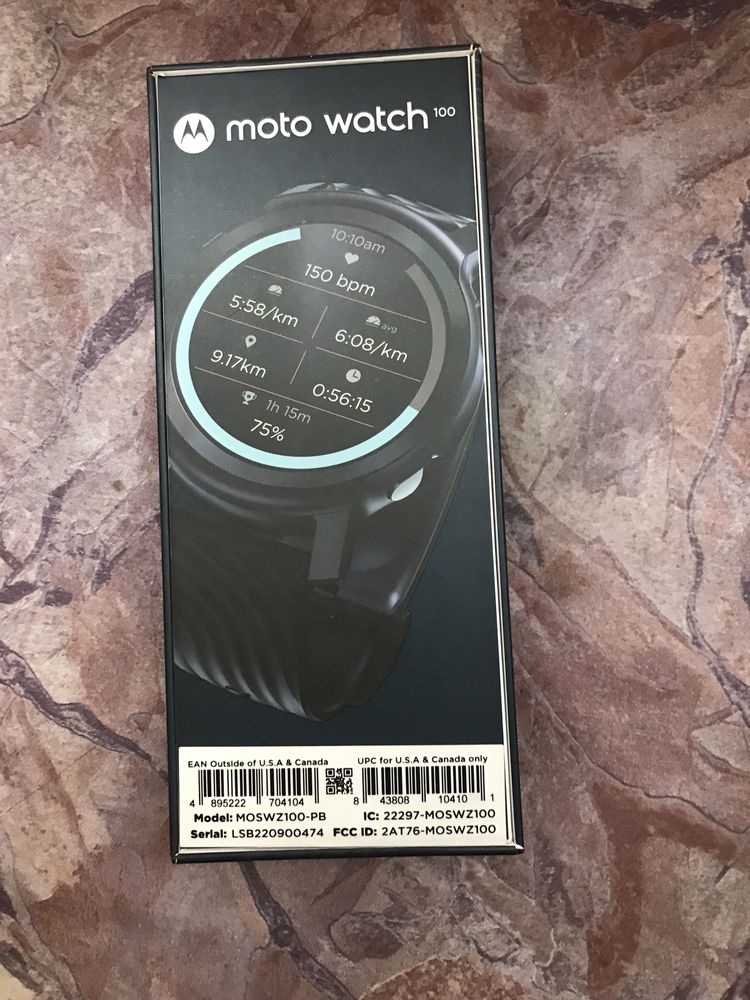 moto watch 100
10:10am
150 bpm
5:58/km
avg
6:08/km
9.17km
0:56:15
1h 15m
75%
EAN Outside of U.S.A & Canada UPC for U.S.A & Canada only
4 895222 704104 8 43808 10410 1
Model: MOSWZ100-PB IC: 22297-MOSWZ100
Serial: LSB220900474 FCC ID: 2AT76-MOSWZ100